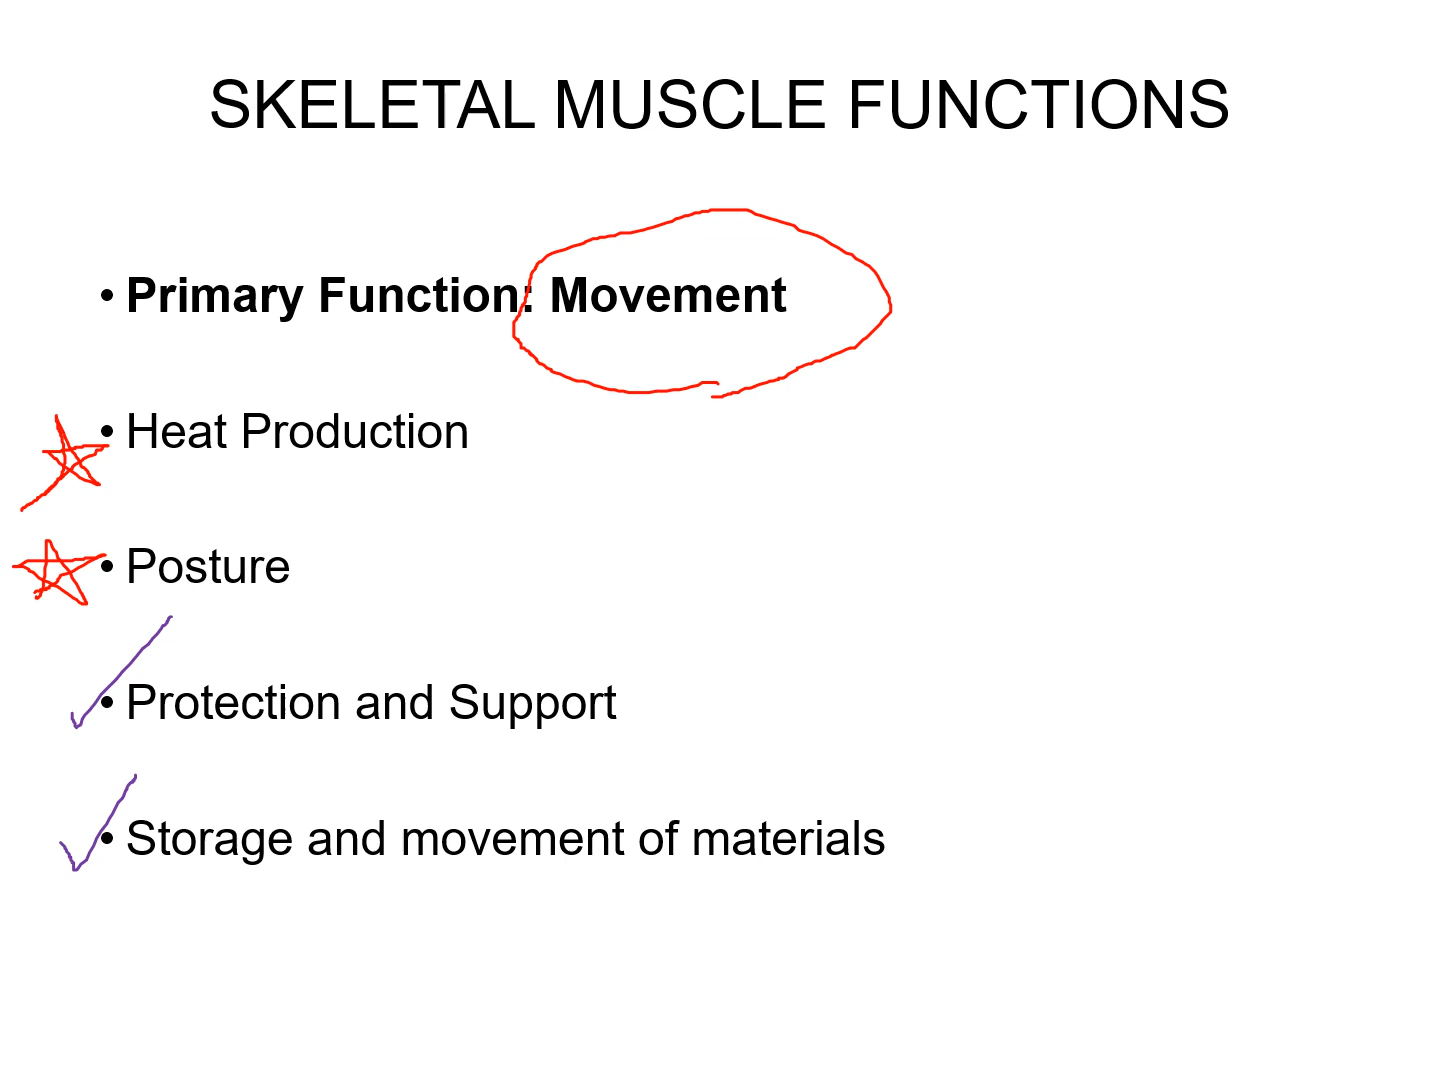 SKELETAL MUSCLE FUNCTIONS
• Primary Function: Movement
• Heat Production
• Posture
• Protection and Support
• Storage and movement of materials